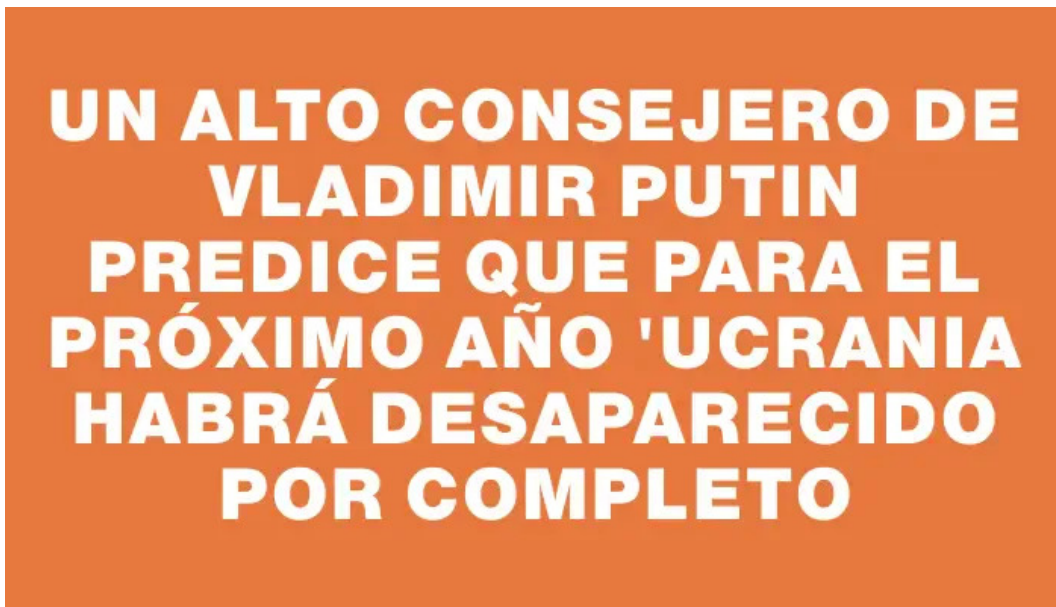 UN ALTO CONSEJERO DE
VLADIMIR PUTIN
PREDICE QUE PARA EL
PRÓXIMO AÑO 'UCRANIA
HABRÁ DESAPARECIDO
POR COMPLETO